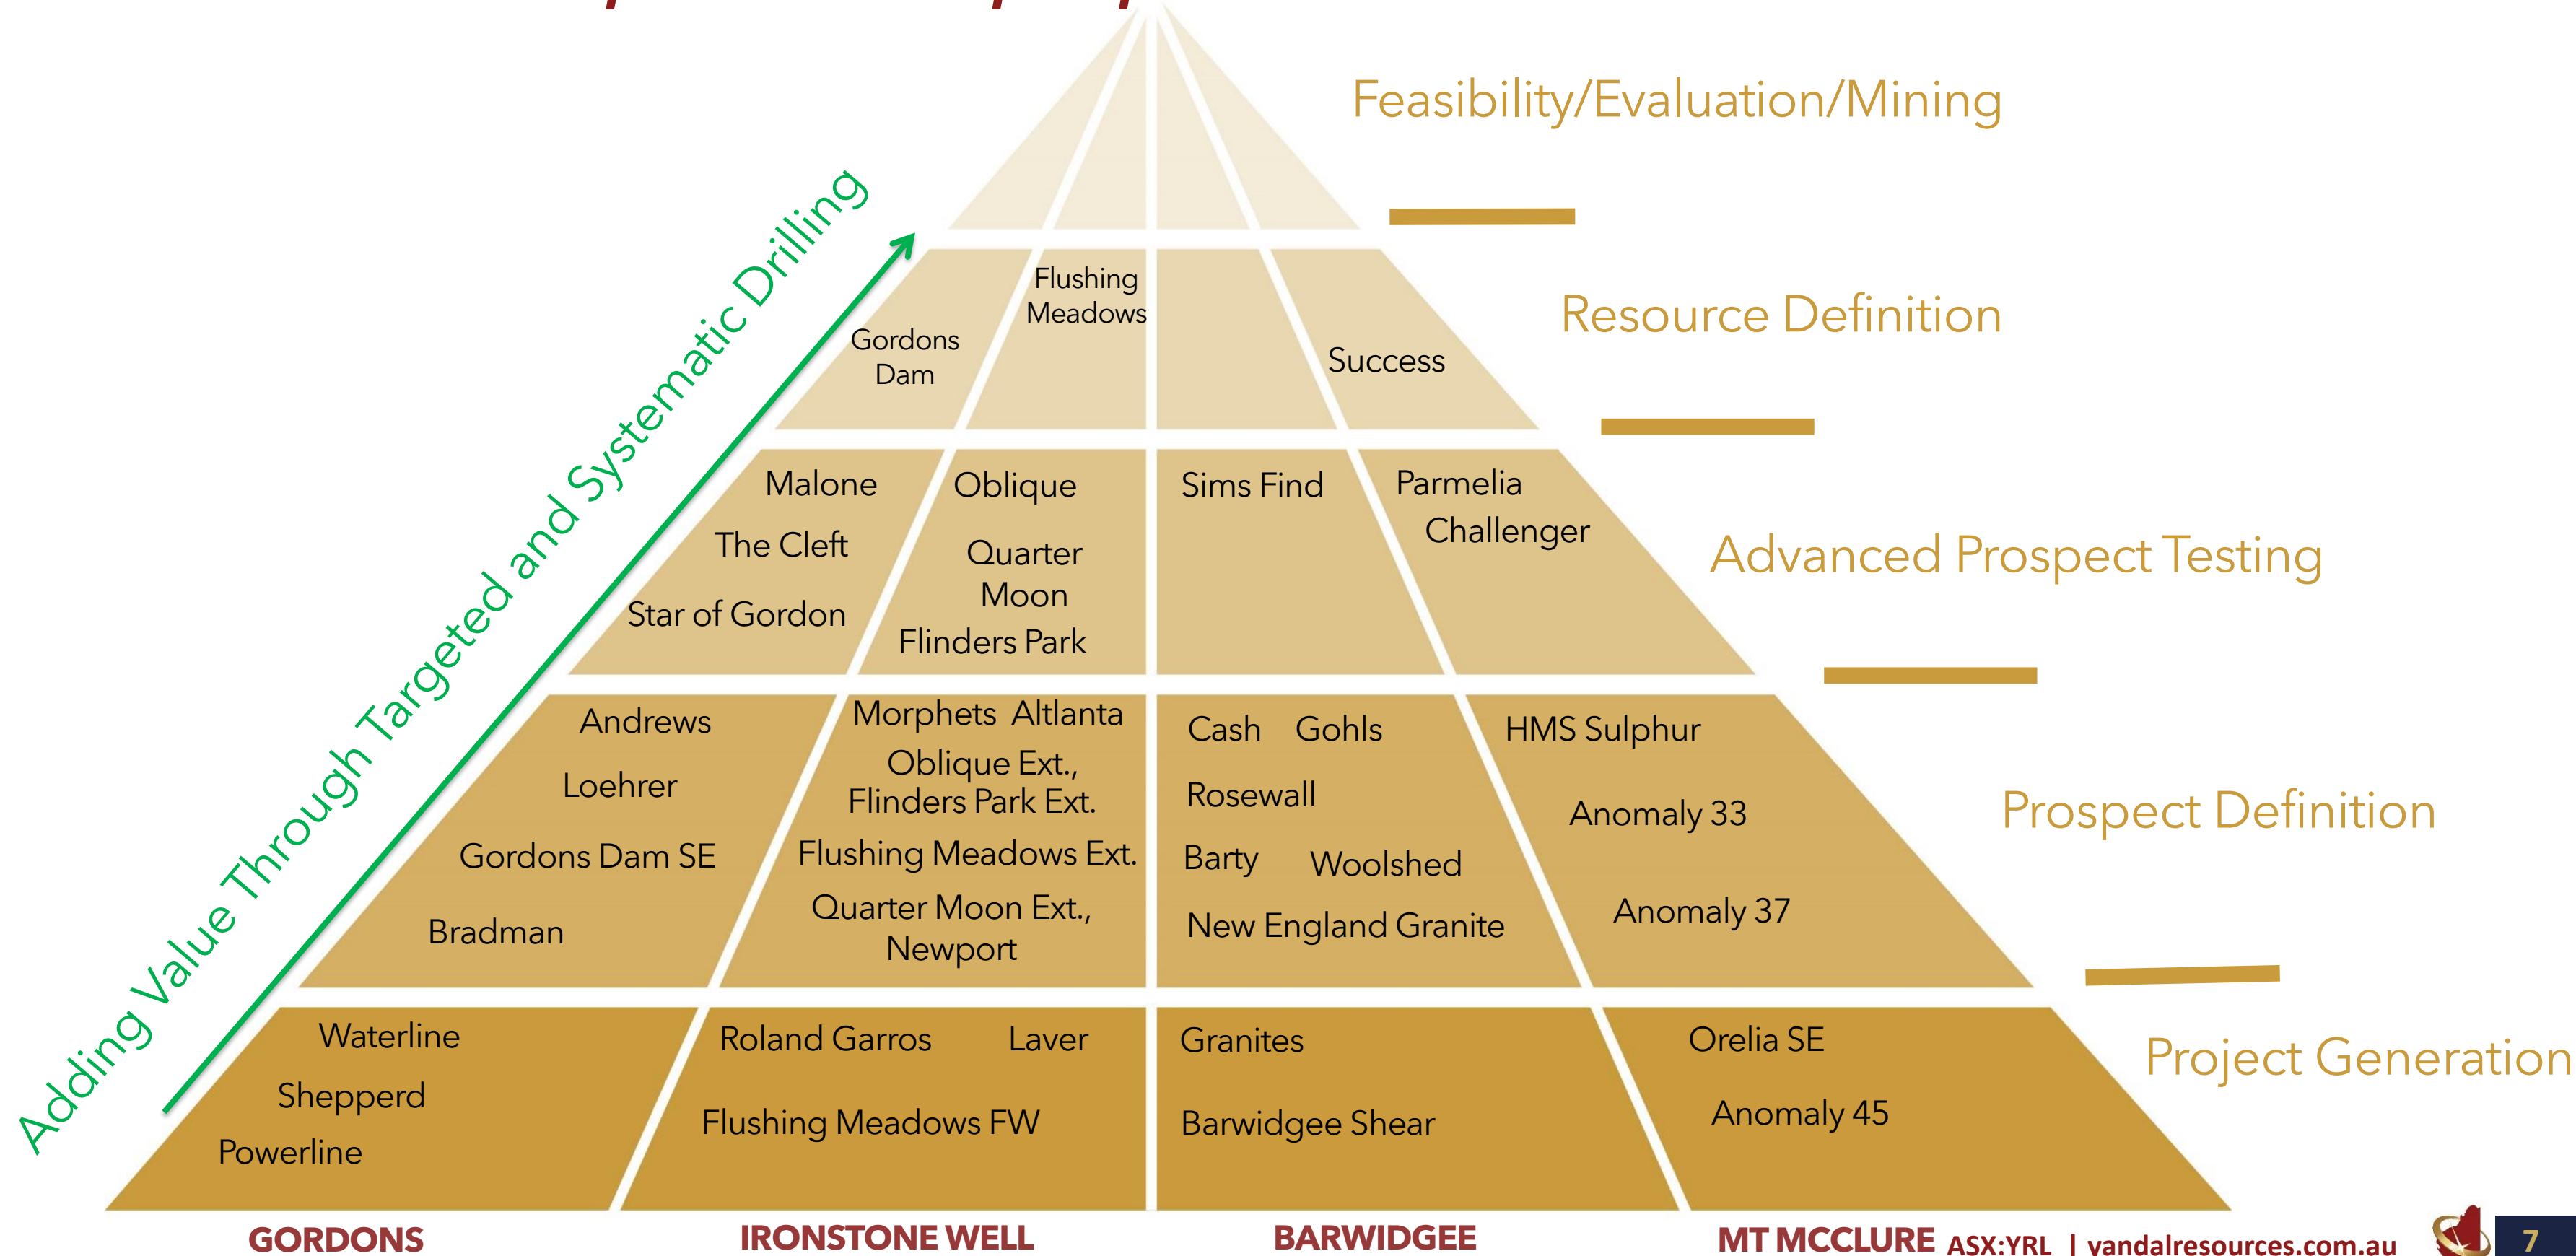 Feasibility/Evaluation/Mining
Adding Value Through Targeted and Systematic Drilling
Flushing
Meadows
Gordons
Dam
Success
Resource Definition
Malone
The Cleft
Star of Gordon
Oblique
Quarter
Moon
Flinders Park
Sims Find
Parmelia
Challenger
Advanced Prospect Testing
Andrews
Loehrer
Gordons Dam SE
Bradman
Morphets Altlanta
Oblique Ext.,
Flinders Park Ext.
Flushing Meadows Ext.
Quarter Moon Ext.,
Newport
Cash Gohls
Rosewall
Barty Woolshed
New England Granite
HMS Sulphur
Anomaly 33
Anomaly 37
Prospect Definition
Waterline
Shepperd
Powerline
Roland Garros Laver
Flushing Meadows FW
Granites
Barwidgee Shear
Orelia SE
Anomaly 45
Project Generation
GORDONS
IRONSTONE WELL
BARWIDGEE
MT MCCLURE
ASX:YRL | yandalresources.com.au
7